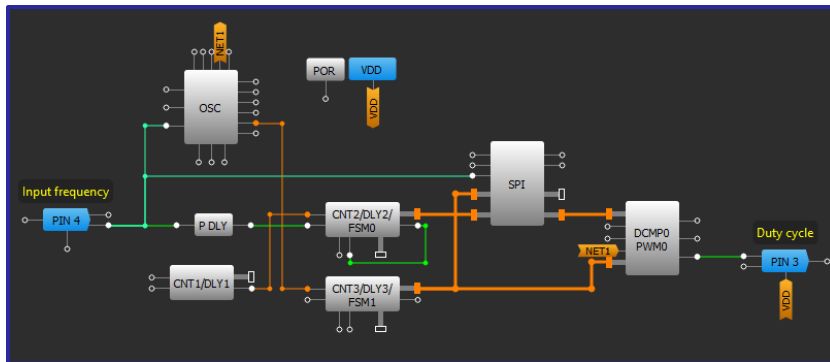 NET1
POR
VDD
OSC
VDD
SPI
Input frequency
PIN 4
P DLY
CNT2/DLY2/
FSM0
DCMP0
PWM0
NET1
Duty cycle
PIN 3
CNT1/DLY1
CNT3/DLY3/
FSM1
VDD